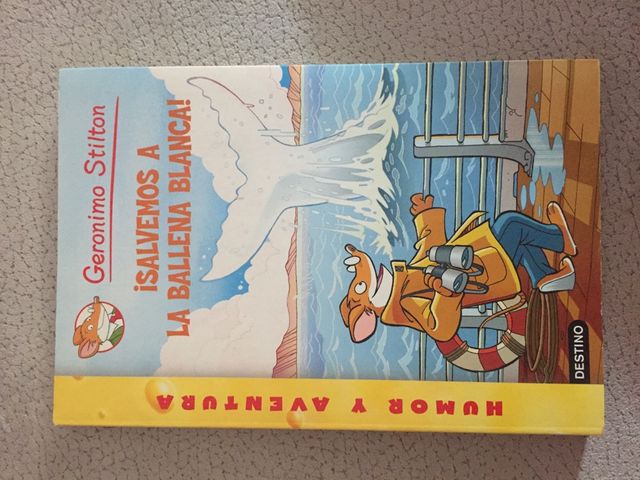 Geronimo Stilton
¡SALVEMOS A
LA BALLENA BLANCA!
HUMOR Y AVENTURA
DESTINO